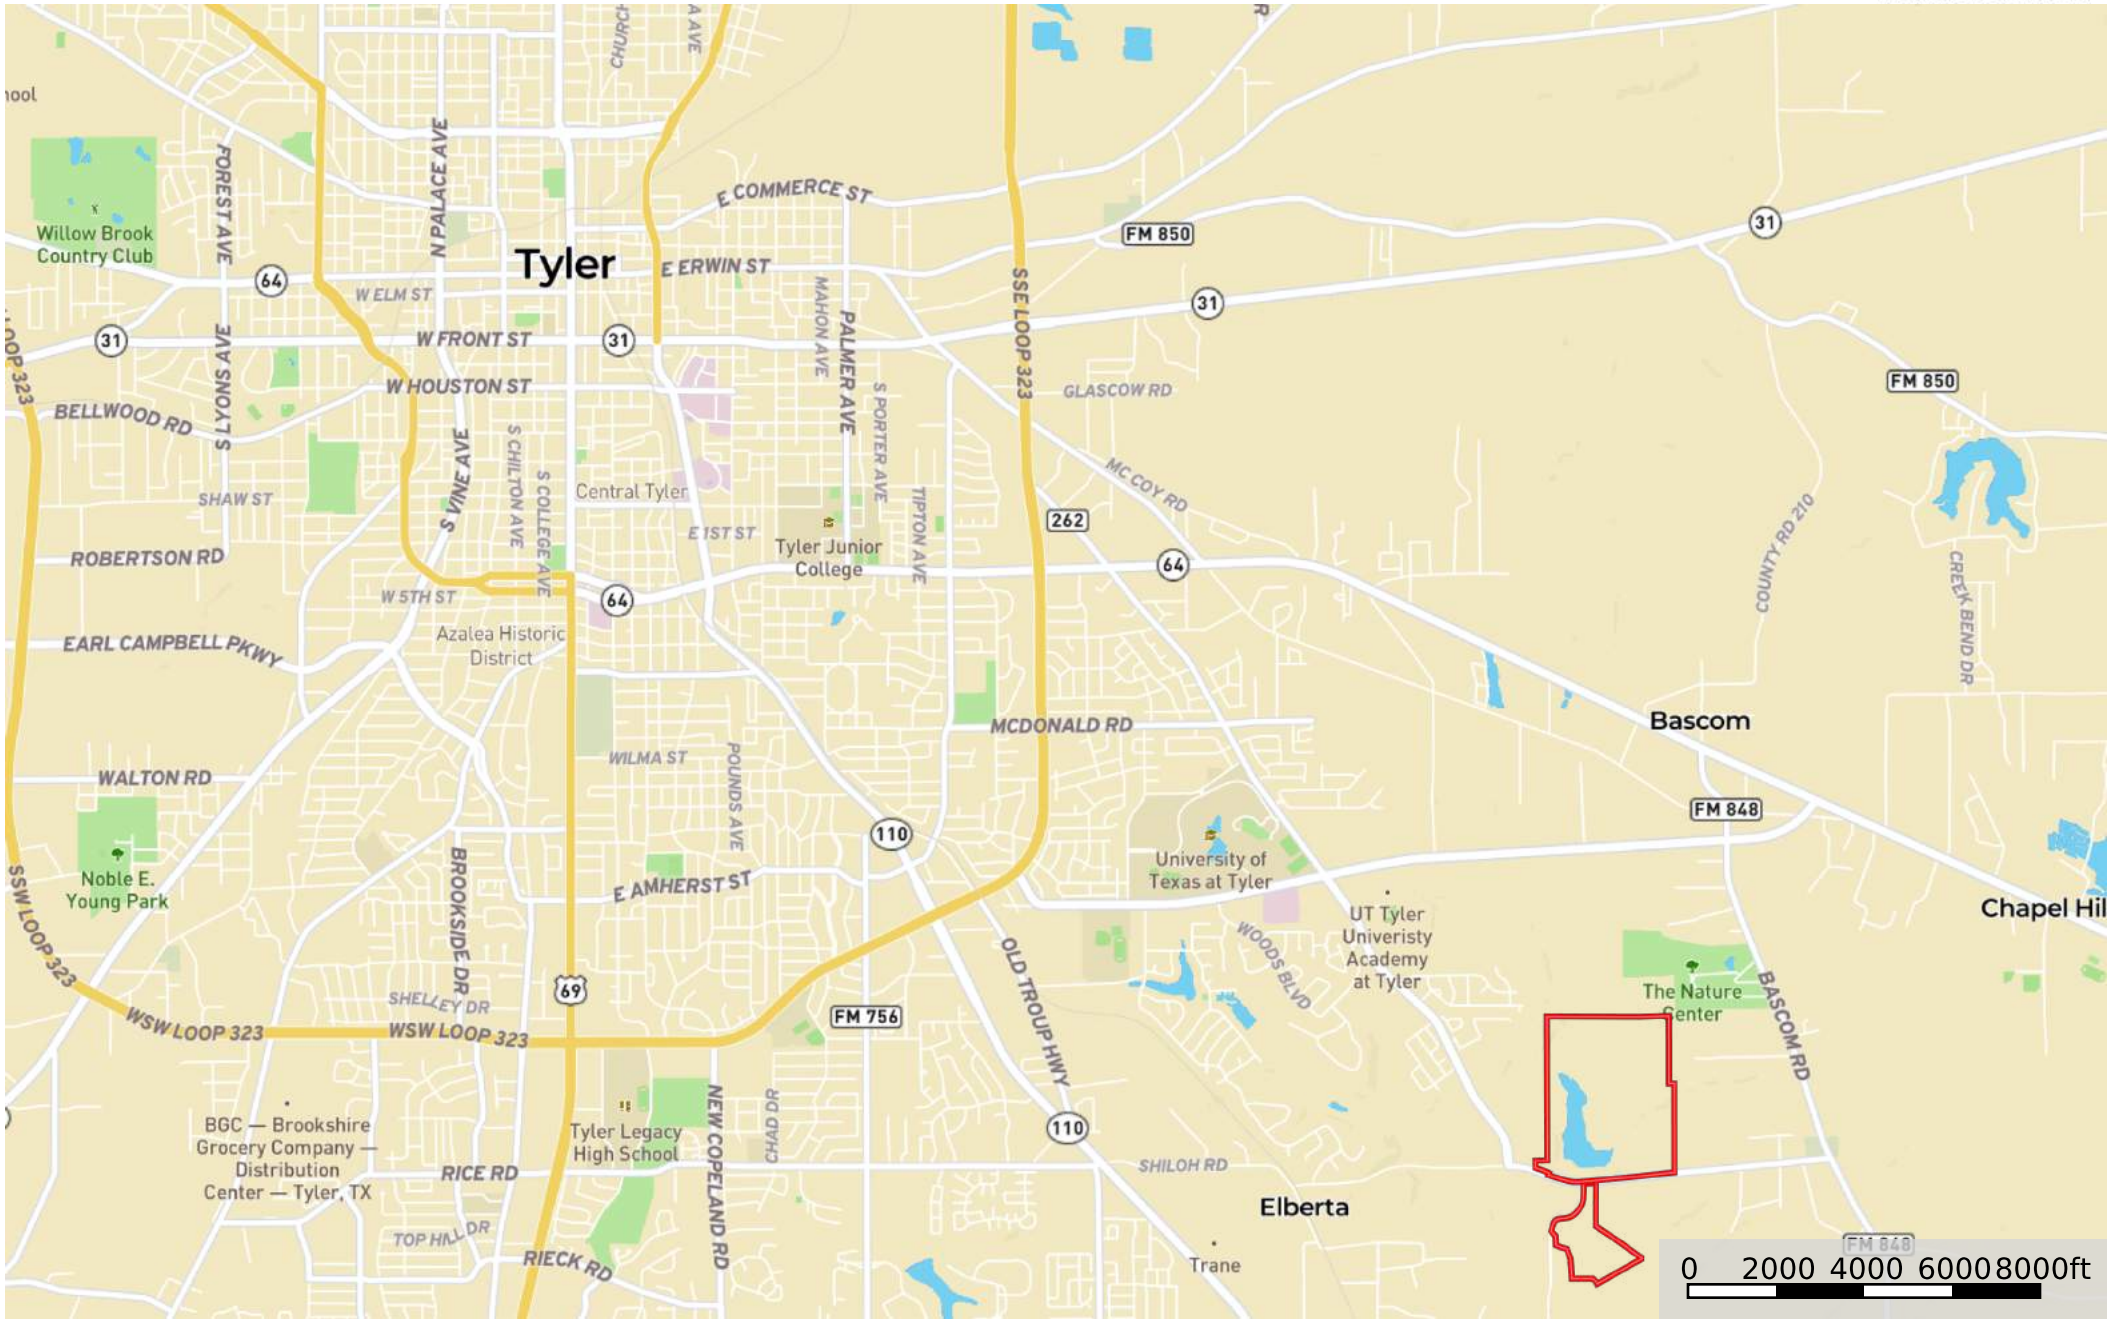 CHURCH
A AVE
R
hool
N PALACE AVE
FOREST AVE
E COMMERCE ST
Willow Brook
Country Club
FM 850
31
Tyler
64
E ERWIN ST
W ELM ST
SSE LOOP 323
MAHON AVE
31
LOOP 323
31
W FRONT ST
31
PALMER AVE
S LYONS AVE
FM 850
W HOUSTON ST
GLASCOW RD
S PORTER AVE
BELLWOOD RD
S CHILTON AVE
S VINE AVE
MC COY RD
SHAW ST
S COLLEGE AVE
Central Tyler
TIPTON AVE
262
COUNTY RD 210
E 1ST ST
Tyler Junior
College
ROBERTSON RD
64
CREEK BEND DR
W 5TH ST
64
EARL CAMPBELL PKWY
Azalea Historic
District
MCDONALD RD
Bascom
WILMA ST
POUNDS AVE
WALTON RD
FM 848
110
University of
Texas at Tyler
BROOKSIDE DR
E AMHERST ST
Noble E.
Young Park
SSW LOOP 323
UT Tyler
Univeristy
Academy
at Tyler
Chapel Hil
WOODS BLVD
OLD TROUP HWY
69
The Nature
Center
BASCOM RD
SHELLEY DR
FM 756
WSW LOOP 323
WSW LOOP 323
NEW COPELAND RD
CHAD DR
BGC — Brookshire
Grocery Company —
Distribution
Center — Tyler, TX
Tyler Legacy
High School
110
RICE RD
SHILOH RD
Elberta
TOP HILL DR
RIECK RD
Trane
FM 848
0 2000 4000 6000 8000ft